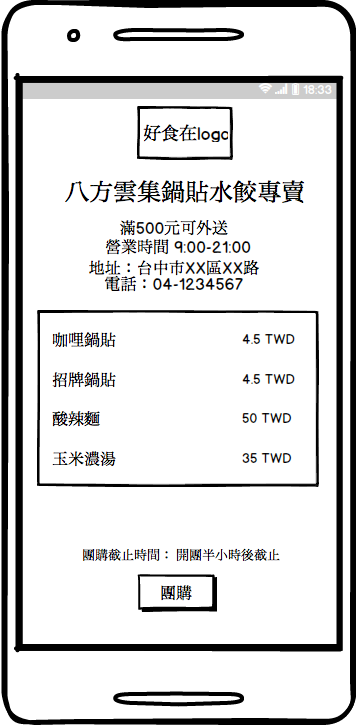 18:33
好食在logo
八方雲集鍋貼水餃專賣
滿500元可外送
營業時間 9:00-21:00
地址：台中市XX區XX路
電話：04-1234567
咖哩鍋貼 4.5 TWD
招牌鍋貼 4.5 TWD
酸辣麵 50 TWD
玉米濃湯 35 TWD
團購截止時間： 開團半小時後截止
團購